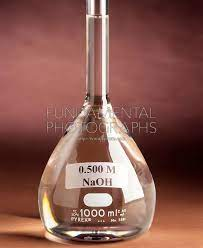 FUNDAMENTAL
PHOTOGRAPHS
0.500 M
NaOH
1000 ml
PYREX